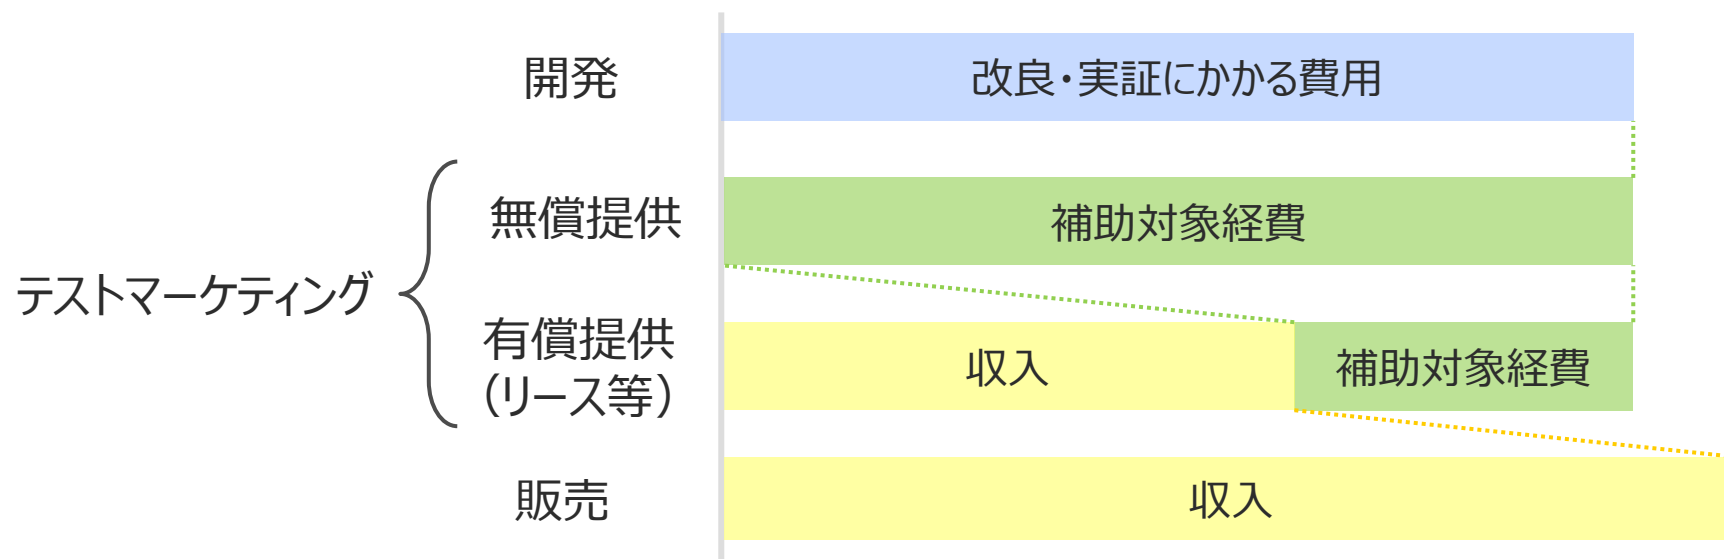 開発
改良・実証にかかる費用
無償提供
補助対象経費
テストマーケティング
有償提供
（リース等）
収入
補助対象経費
販売
収入